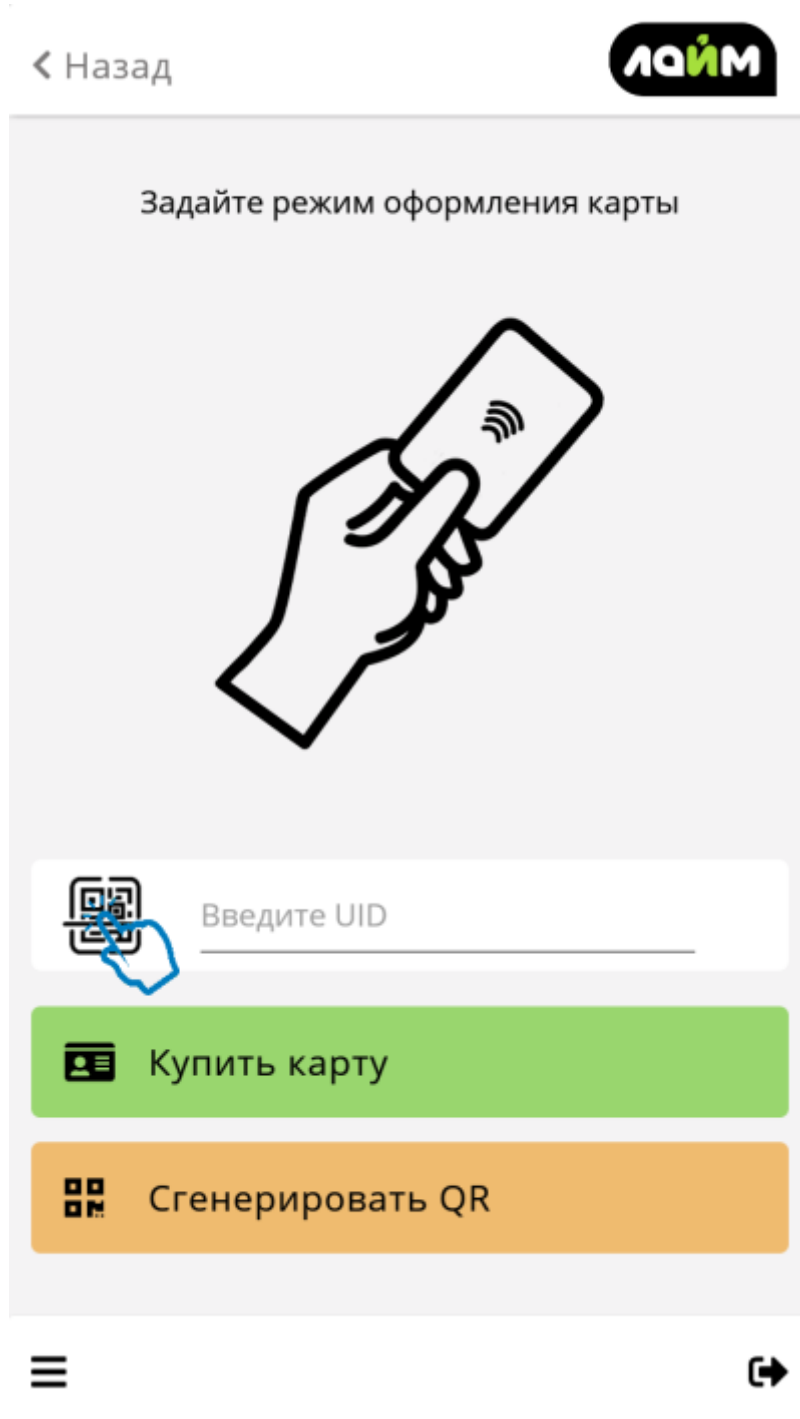 Назад
лайм
Задайте режим оформления карты
Введите UID
Купить карту
Сгенерировать QR